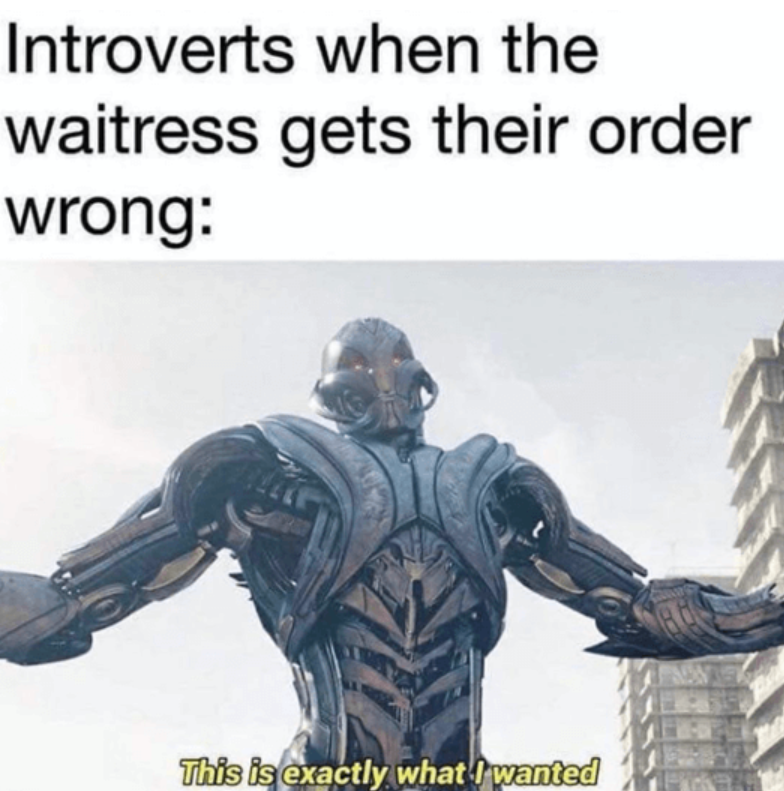 Introverts when the
waitress gets their order
wrong:
This is exactly what I wanted